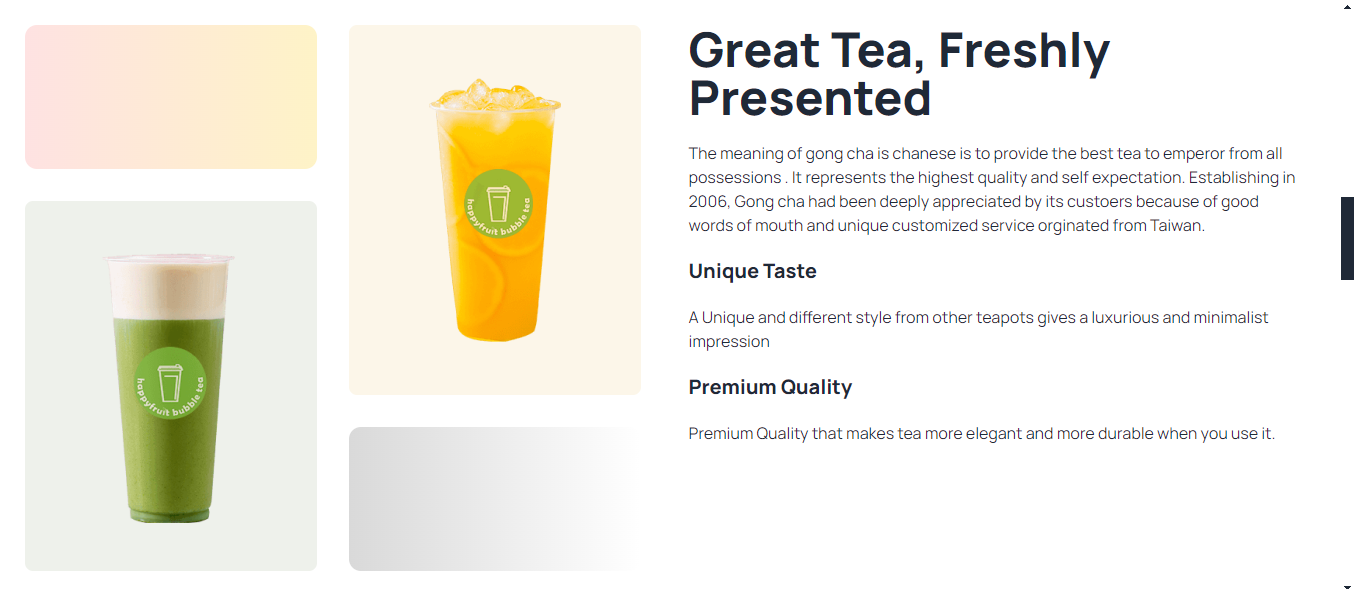 Great Tea, Freshly
Presented
The meaning of gong cha is chanese is to provide the best tea to emperor from all
possessions . It represents the highest quality and self expectation. Establishing in
2006, Gong cha had been deeply appreciated by its custoers because of good
words of mouth and unique customized service orginated from Taiwan.
Unique Taste
A Unique and different style from other teapots gives a luxurious and minimalist
impression
Premium Quality
Premium Quality that makes tea more elegant and more durable when you use it.
happyfruit bubble tea
happyfruit bubble tea